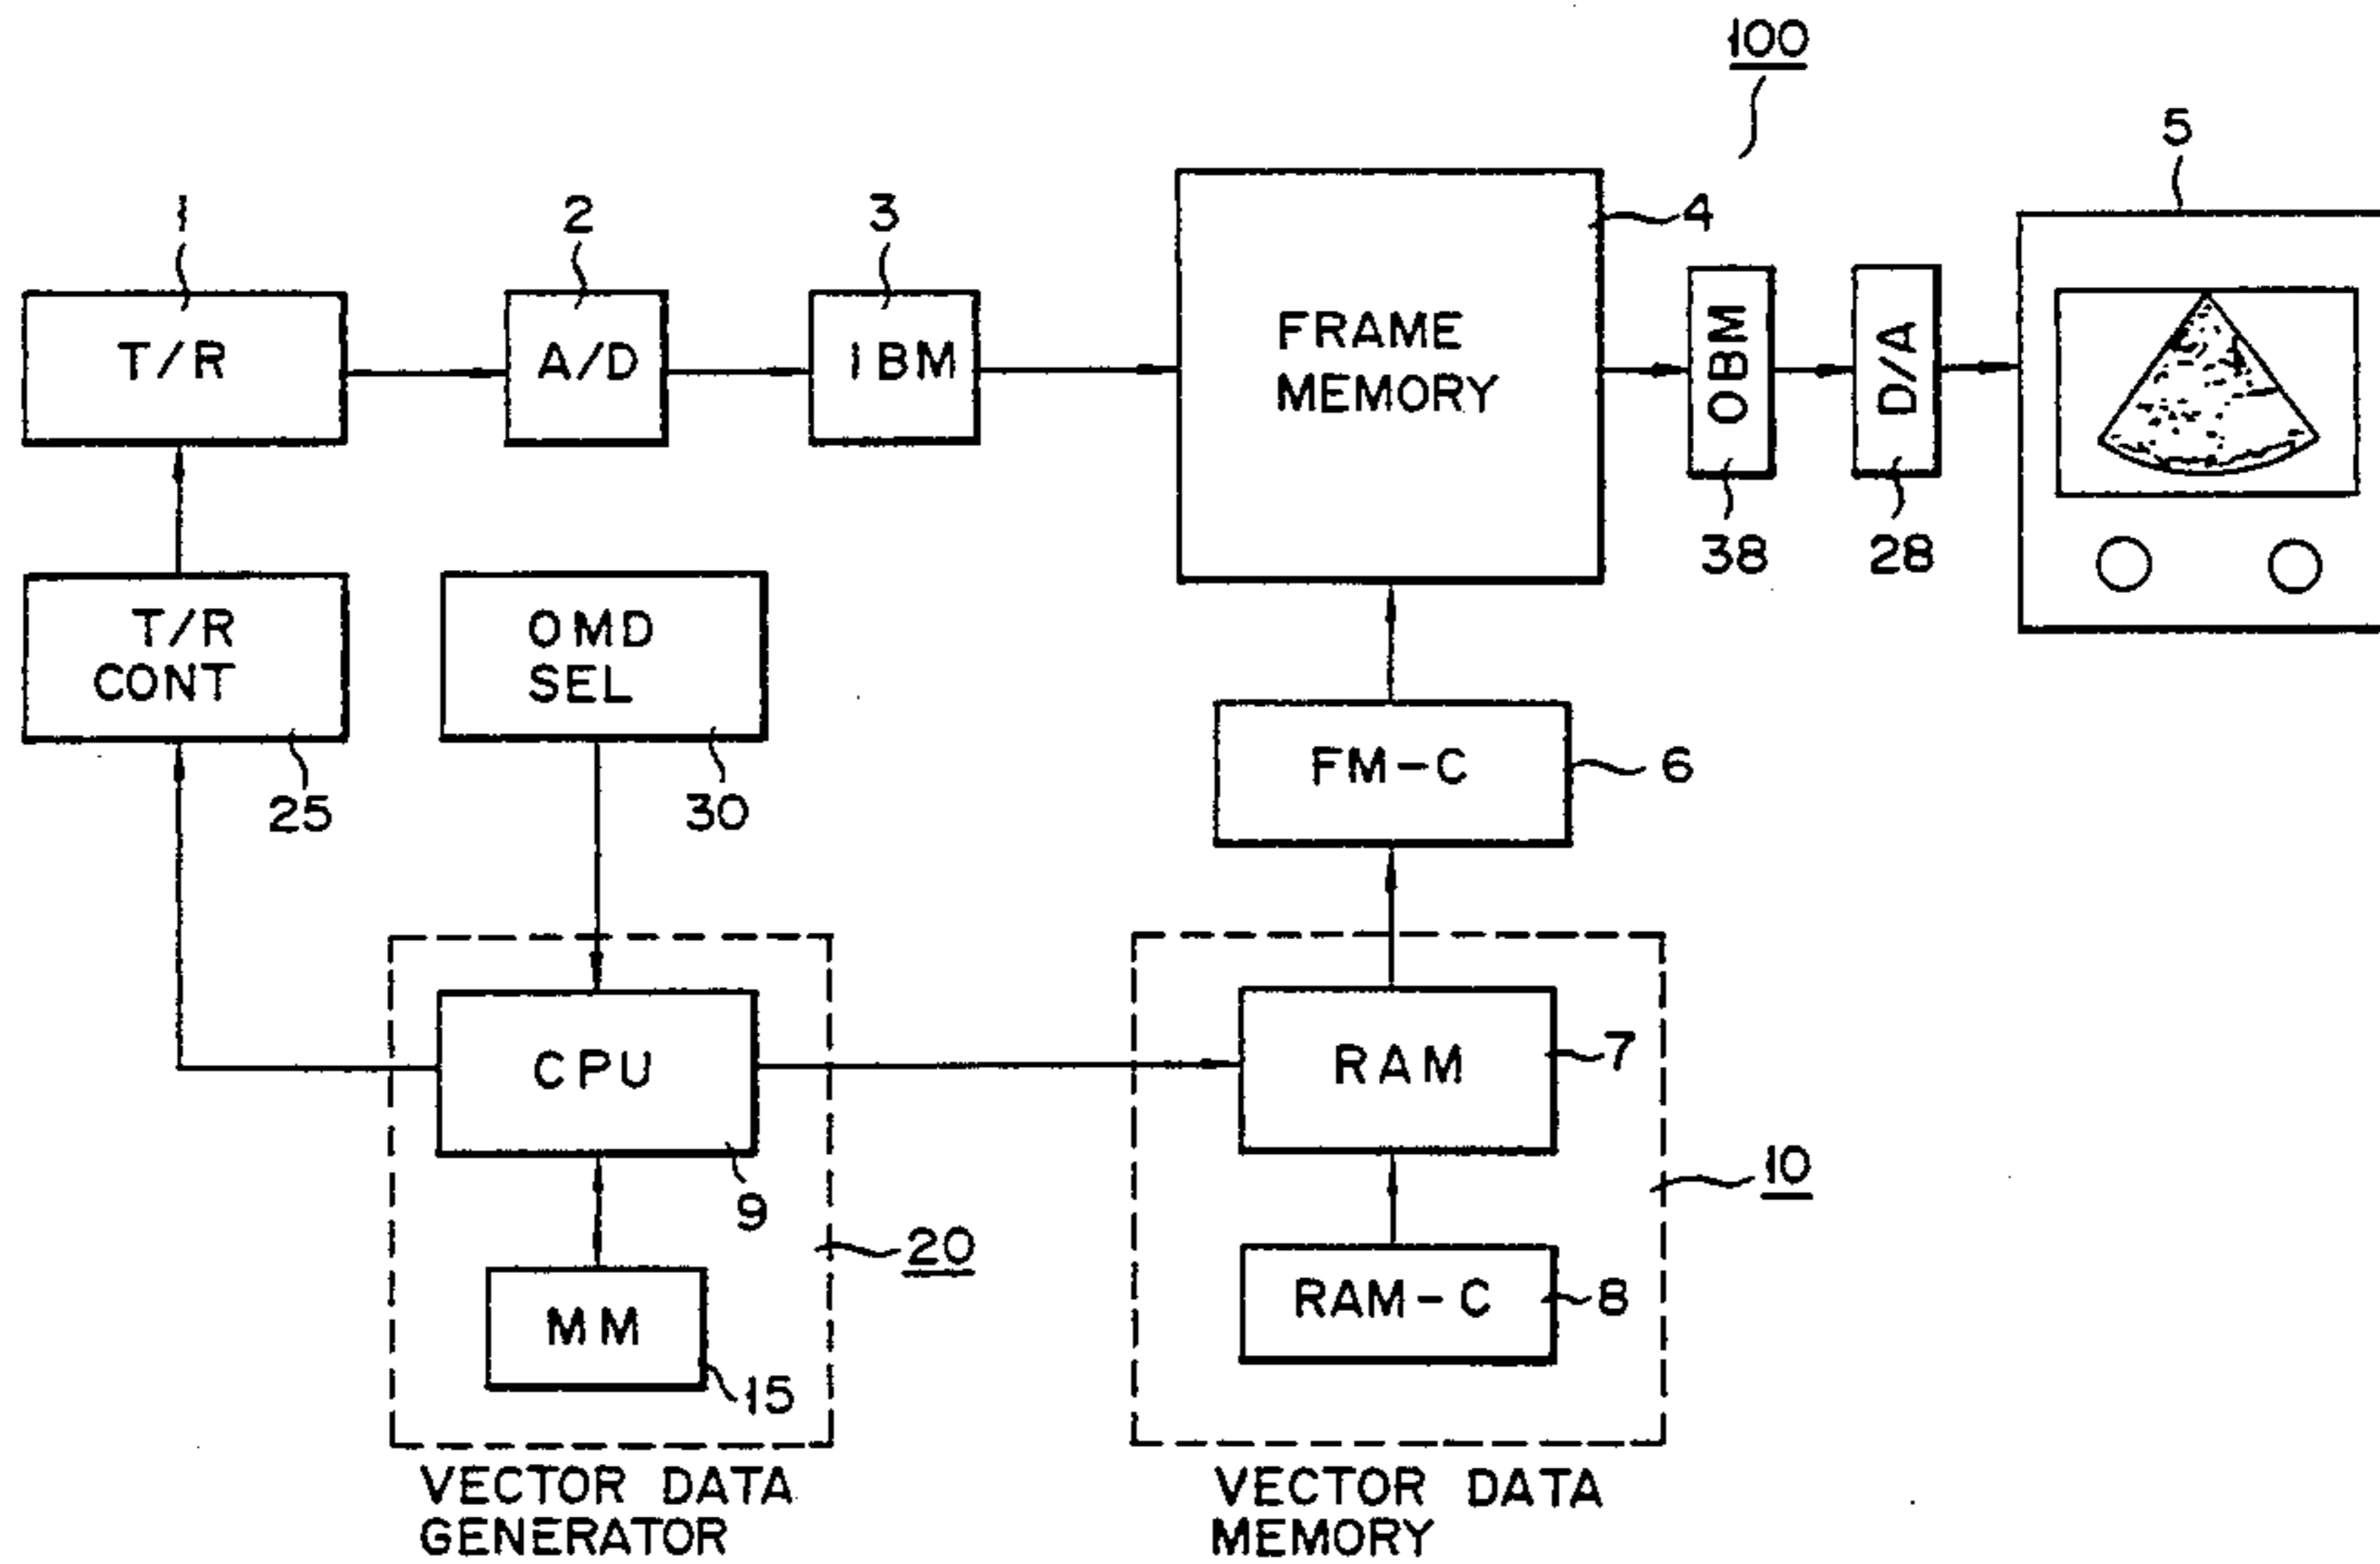 100
5
1
2
3
4
T/R
A/D
IBM
FRAME
MEMORY
OBM
D/A
38
28
T/R
CONT
OMD
SEL
25
30
FM-C
6
CPU
RAM
7
9
20
10
MM
RAM-C
8
15
VECTOR DATA
GENERATOR
VECTOR DATA
MEMORY